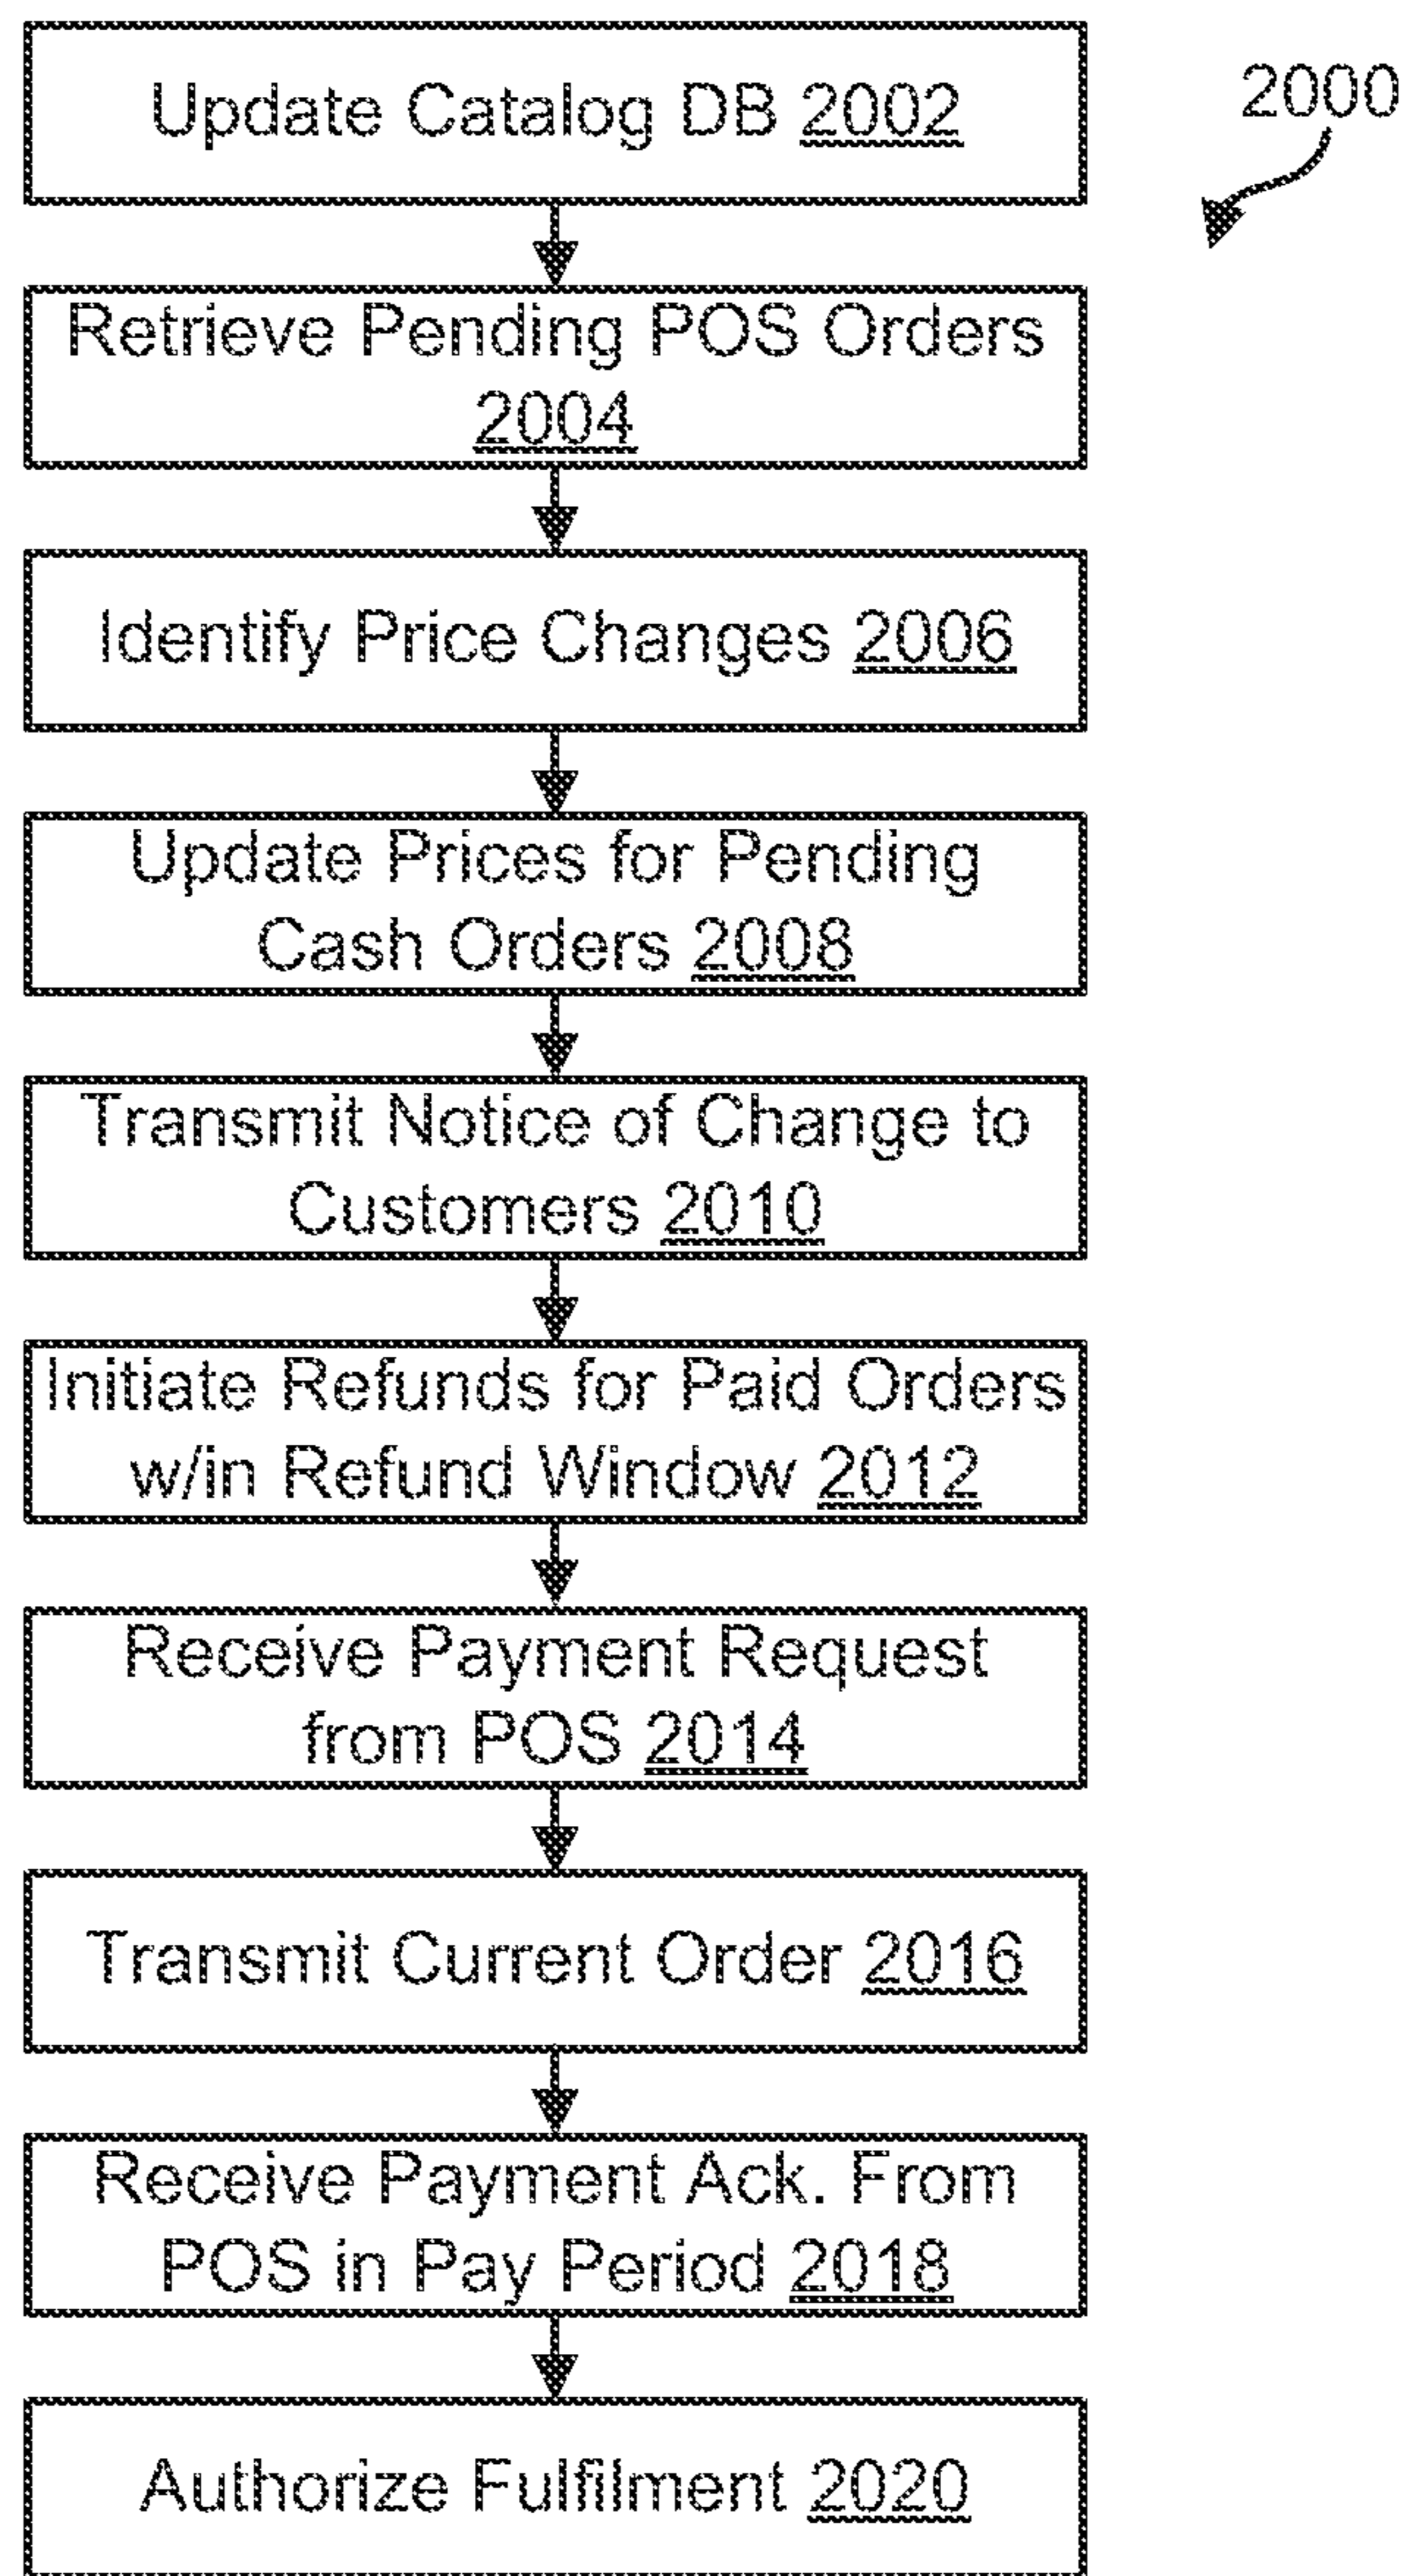 Update Catalog DB 2002
2000
Retrieve Pending POS Orders
2004
Identify Price Changes 2006
Update Prices for Pending
Cash Orders 2008
Transmit Notice of Change to
Customers 2010
Initiate Refunds for Paid Orders
w/in Refund Window 2012
Receive Payment Request
from POS 2014
Transmit Current Order 2016
Receive Payment Ack. From
POS in Pay Period 2018
Authorize Fulfilment 2020